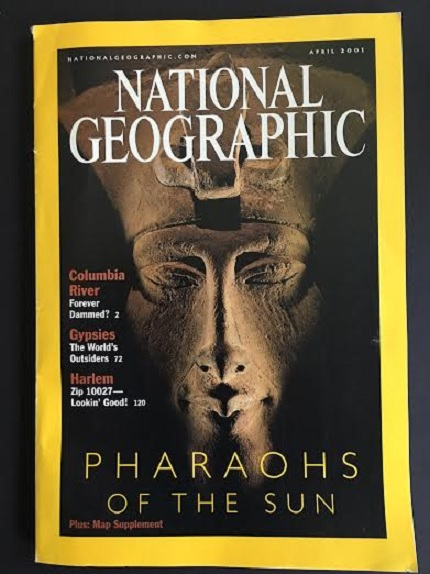 NATIONALGEOGRAPHIC.COM
APRIL 2001
NATIONAL
GEOGRAPHIC
Columbia
River
Forever
Dammed? 2
Gypsies
The World's
Outsiders 72
Harlem
Zip 10027—
Lookin' Good! 120
PHARAOHS
OF THE SUN
Plus: Map Supplement